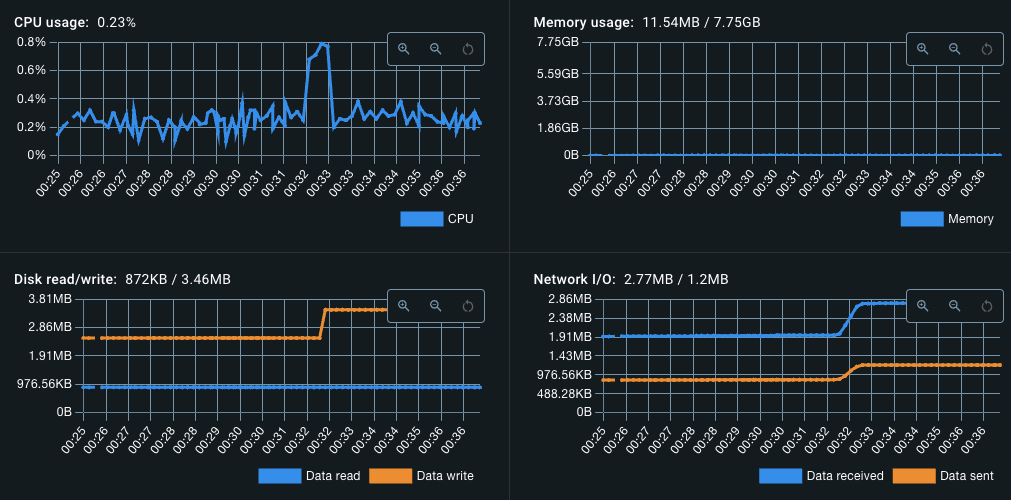 CPU usage: 0.23%
0.8%
0.6%
0.4%
0.2%
0%
00:25 00:26 00:26 00:27 00:28 00:28 00:29 00:30 00:30 00:31 00:32 00:33 00:33 00:34 00:34 00:35 00:36 00:36
CPU
Memory usage: 11.54MB / 7.75GB
7.75GB
5.59GB
3.73GB
1.86GB
0B
00:25 00:26 00:27 00:27 00:28 00:28 00:29 00:30 00:30 00:31 00:32 00:32 00:33 00:34 00:34 00:35 00:36 00:36
Memory
Disk read/write: 872KB / 3.46MB
3.81MB
2.86MB
1.91MB
976.56KB
0B
00:25 00:26 00:26 00:27 00:28 00:28 00:29 00:30 00:30 00:31 00:32 00:32 00:33 00:34 00:34 00:35 00:36 00:36
Data read Data write
Network I/O: 2.77MB / 1.2MB
2.86MB
2.38MB
1.91MB
1.43MB
976.56KB
488.28KB
0B
00:25 00:26 00:27 00:27 00:28 00:28 00:29 00:30 00:30 00:31 00:32 00:32 00:33 00:34 00:34 00:35 00:36 00:36
Data received Data sent